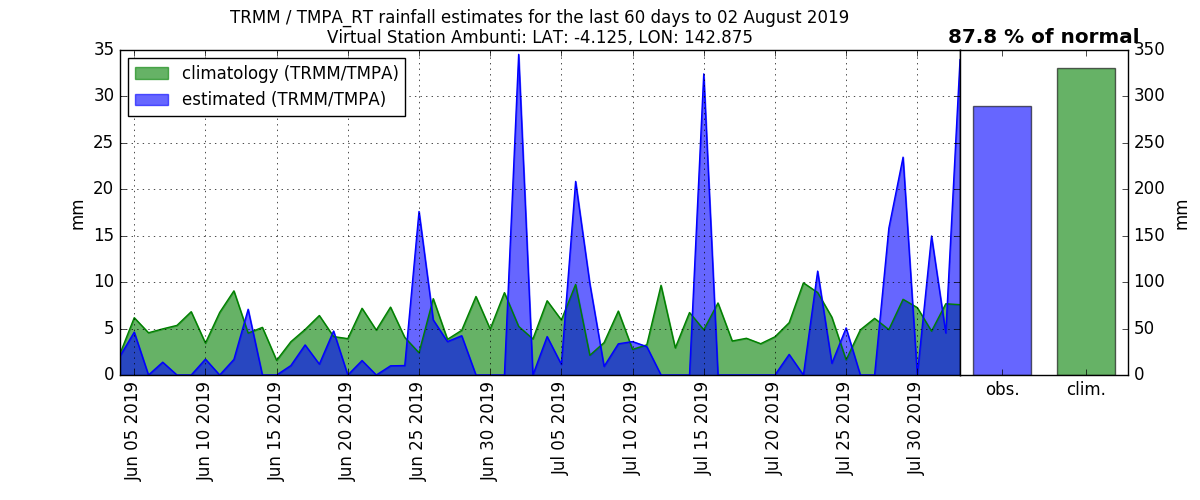 TRMM / TMPA_RT rainfall estimates for the last 60 days to 02 August 2019
Virtual Station Ambunti: LAT: -4.125, LON: 142.875
87.8 % of normal
climatology (TRMM/TMPA)
estimated (TRMM/TMPA)
mm
35
30
25
20
15
10
5
0
350
300
250
200
150
100
50
0
mm
Jun 05 2019
Jun 10 2019
Jun 15 2019
Jun 20 2019
Jun 25 2019
Jun 30 2019
Jul 05 2019
Jul 10 2019
Jul 15 2019
Jul 20 2019
Jul 25 2019
Jul 30 2019
obs.
clim.